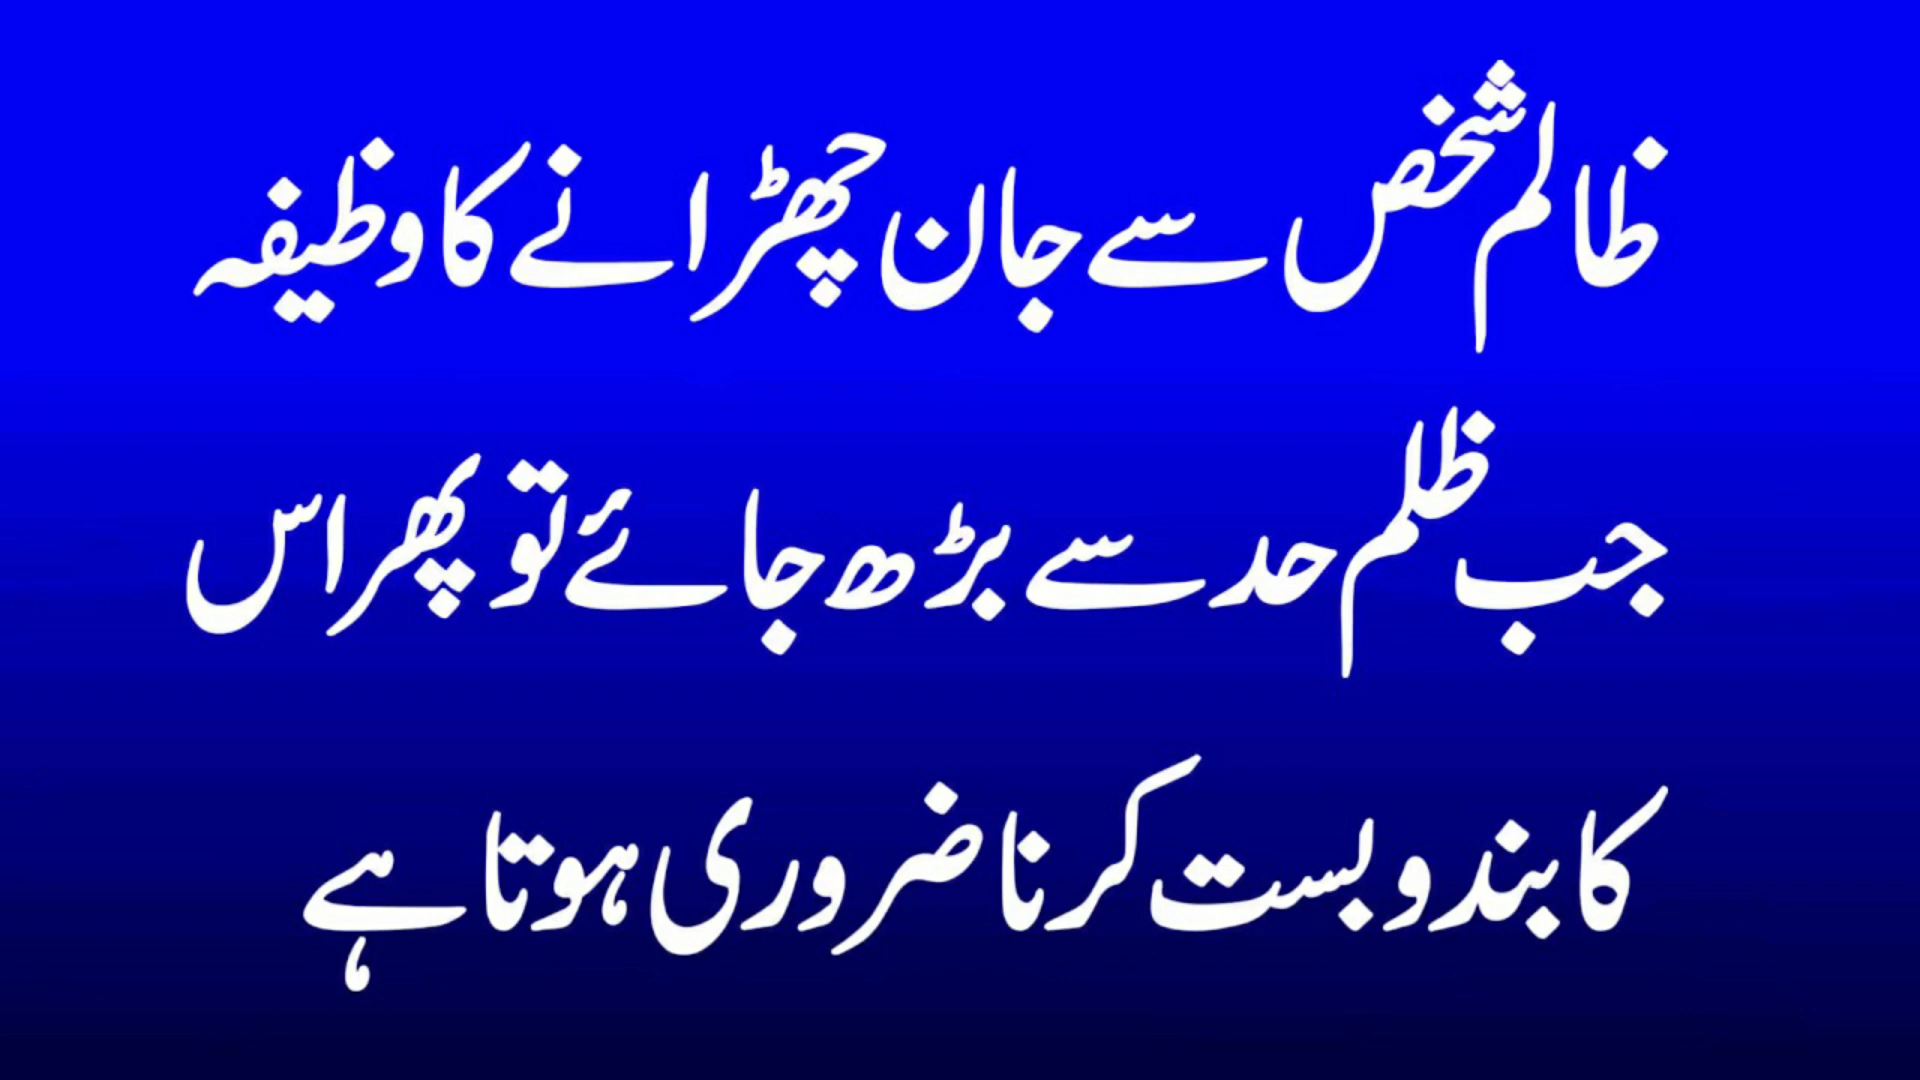 ظالم شخص سے جان چھڑانے کا وظیفہ
جب ظلم حد سے بڑھ جائے تو پھر اس
کا بندوبست کرنا ضروری ہوتا ہے